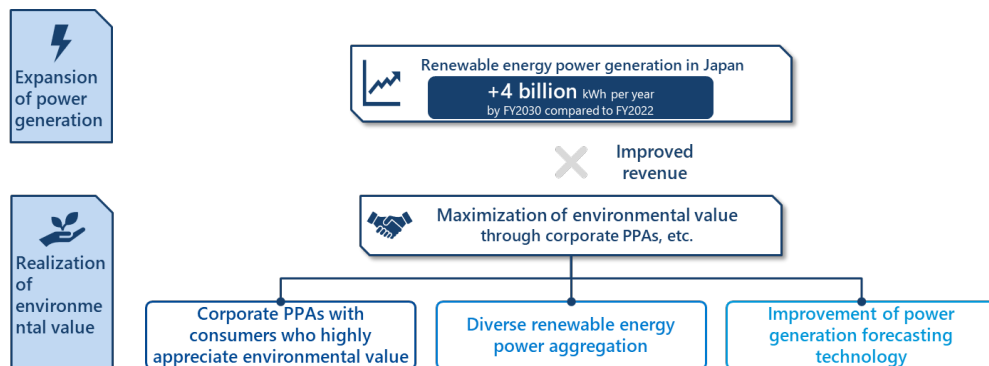 Expansion
of power
generation
Renewable energy power generation in Japan
+4 billion kWh per year
by FY2030 compared to FY2022
Improved
revenue
Realization
of
environme
ntal value
Maximization of environmental value
through corporate PPAs, etc.
Corporate PPAs with
consumers who highly
appreciate environmental value
Diverse renewable energy
power aggregation
Improvement of power
generation forecasting
technology